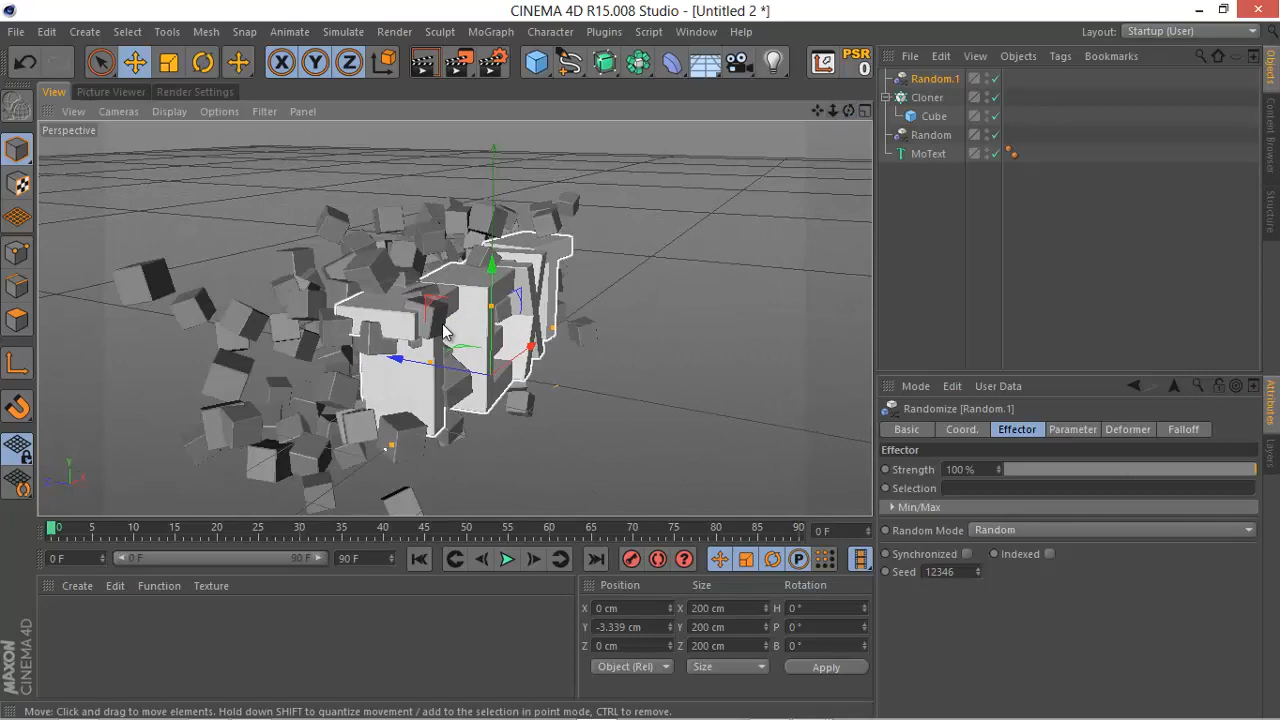 CINEMA 4D R15.008 Studio - [Untitled 2 *]
File Edit Create Select Tools Mesh Snap Animate Simulate Render Sculpt MoGraph Character Plugins Script Window Help Layout: Startup (User)
X Y Z PSR 0
File Edit View Objects Tags Bookmarks
View Picture Viewer Render Settings
View Cameras Display Options Filter Panel
Perspective
Random.1
Cloner
Cube
Random
MoText
Objects
Content Browser
Structure
Y
Y X Z
Mode Edit User Data
Randomize [Random.1]
Basic Coord. Effector Parameter Deformer Falloff
Effector
Strength 100 %
Selection
Min/Max
Random Mode Random
Synchronized Indexed
Seed 12346
Attributes
Layers
0 5 10 15 20 25 30 35 40 45 50 55 60 65 70 75 80 85 90 0 F
0 F 0 F 90 F 90 F P
Create Edit Function Texture
Position Size Rotation
X 0 cm X 200 cm H 0 °
Y -3.339 cm Y 200 cm P 0 °
Z 0 cm Z 200 cm B 0 °
Object (Rel) Size Apply
MAXON CINEMA 4D
Move: Click and drag to move elements. Hold down SHIFT to quantize movement / add to the selection in point mode, CTRL to remove.